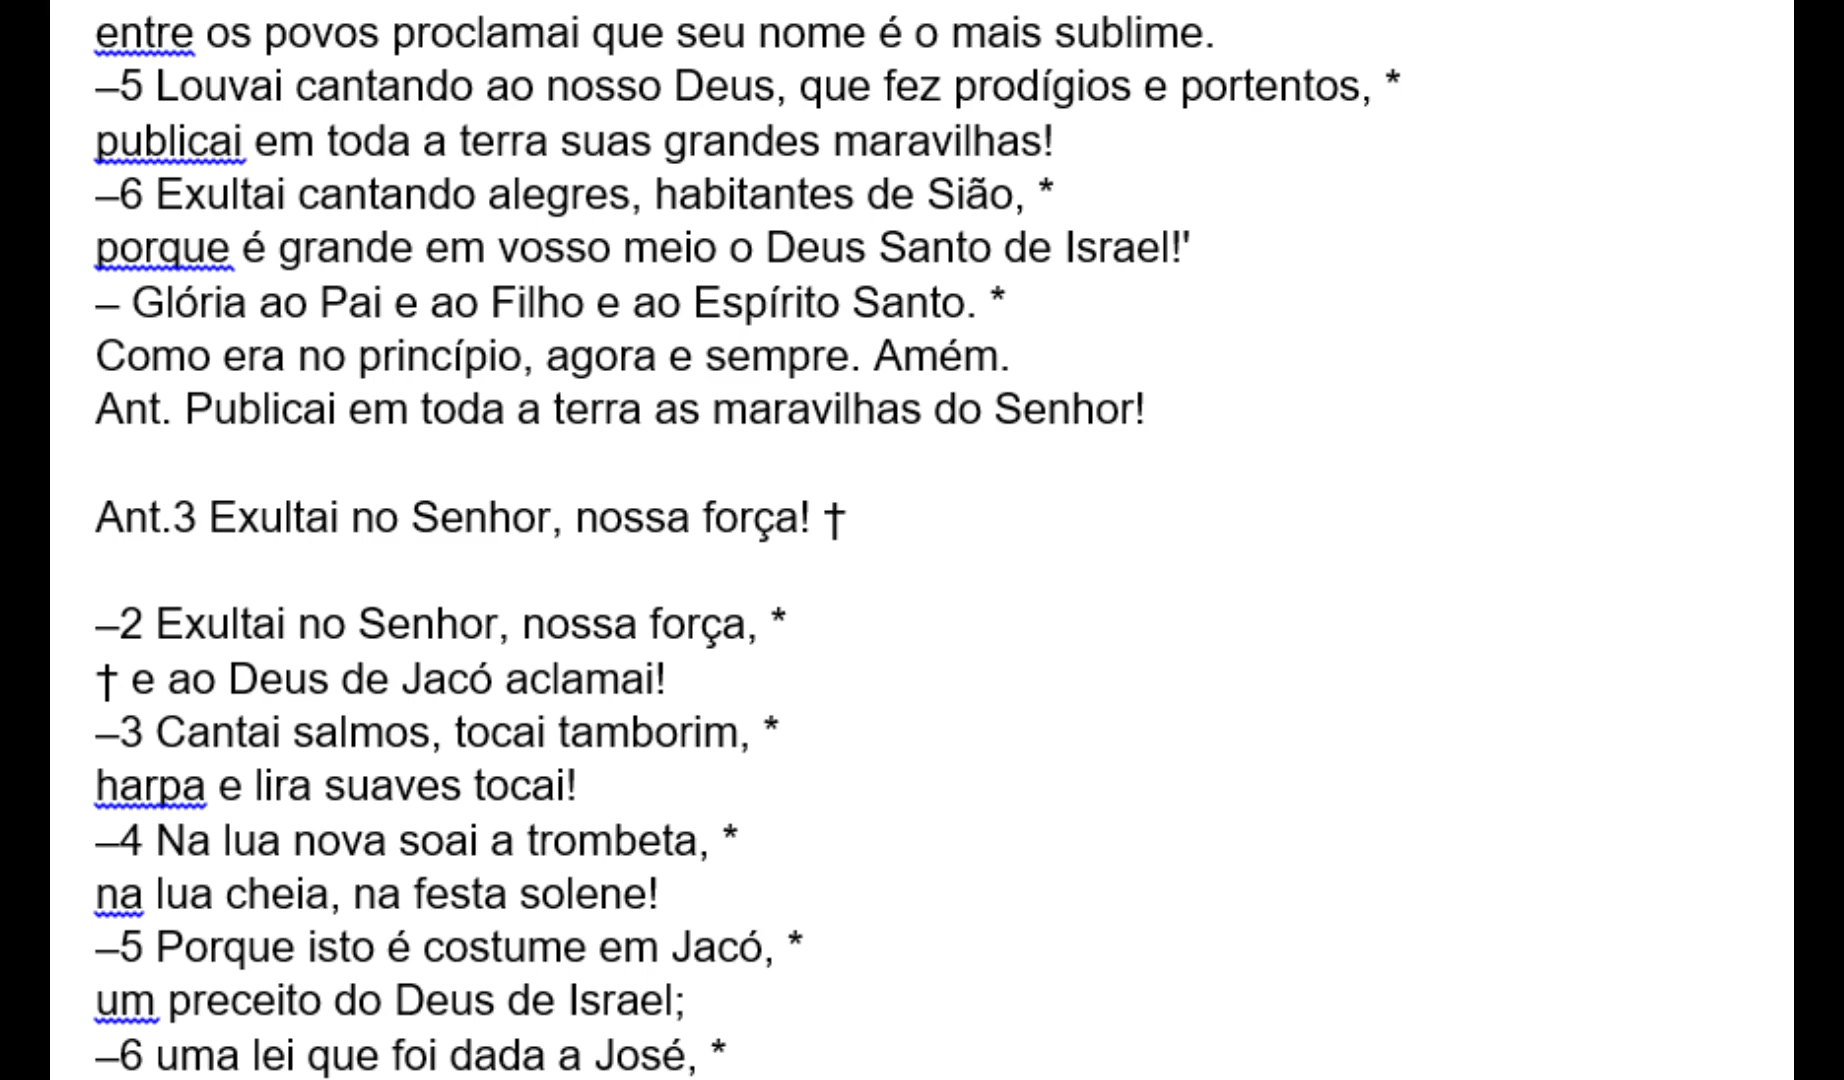 entre os povos proclamai que seu nome é o mais sublime.
–5 Louvai cantando ao nosso Deus, que fez prodígios e portentos, *
publicai em toda a terra suas grandes maravilhas!
–6 Exultai cantando alegres, habitantes de Sião, *
porque é grande em vosso meio o Deus Santo de Israel!'
– Glória ao Pai e ao Filho e ao Espírito Santo. *
Como era no princípio, agora e sempre. Amém.
Ant. Publicai em toda a terra as maravilhas do Senhor!
Ant.3 Exultai no Senhor, nossa força! †
–2 Exultai no Senhor, nossa força, *
† e ao Deus de Jacó aclamai!
–3 Cantai salmos, tocai tamborim, *
harpa e lira suaves tocai!
–4 Na lua nova soai a trombeta, *
na lua cheia, na festa solene!
–5 Porque isto é costume em Jacó, *
um preceito do Deus de Israel;
–6 uma lei que foi dada a José, *